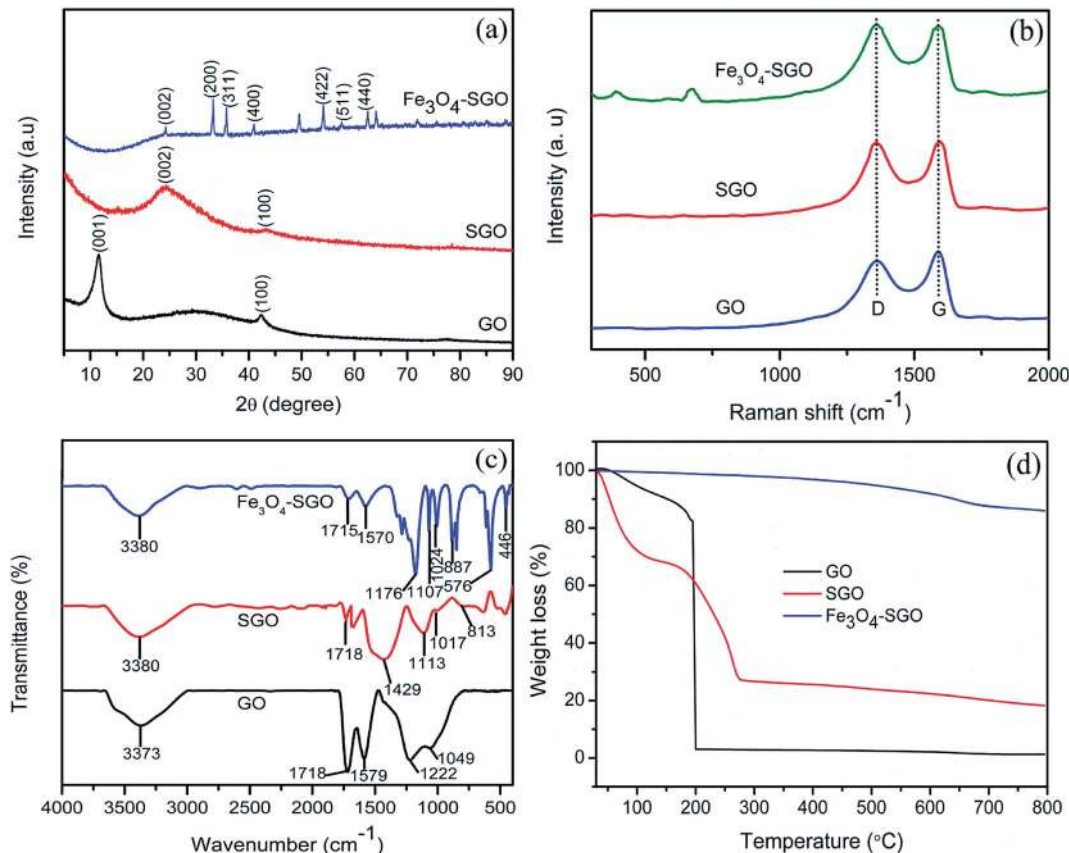 (a)
Intensity (a.u)
(002)
(200)
(311)
(400)
(422)
(511)
(440)
Fe3O4-SGO
(002)
(100)
SGO
(001)
(100)
GO
10 20 30 40 50 60 70 80 90
2θ (degree)
(b)
Intensity (a. u)
Fe3O4-SGO
SGO
GO
D G
500 1000 1500 2000
Raman shift (cm-1)
(c)
Transmittance (%)
Fe3O4-SGO
3380
1715
1570
1176
1107
1024
887
576
446
SGO
3380
1718
1429
1113
1017
813
GO
3373
1718
1579
1222
1049
4000 3500 3000 2500 2000 1500 1000 500
Wavenumber (cm-1)
(d)
Weight loss (%)
100
80
60
40
20
0
GO
SGO
Fe3O4-SGO
100 200 300 400 500 600 700 800
Temperature (oC)